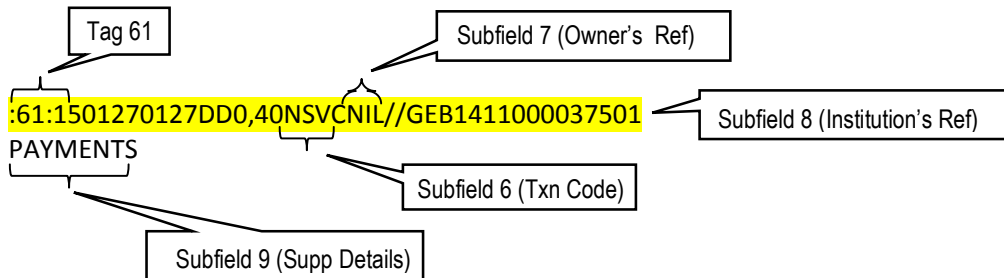 Tag 61
Subfield 7 (Owner's Ref)
:61:1501270127DD0,40NSVCNIL//GEB1411000037501
Subfield 8 (Institution's Ref)
PAYMENTS
Subfield 6 (Txn Code)
Subfield 9 (Supp Details)